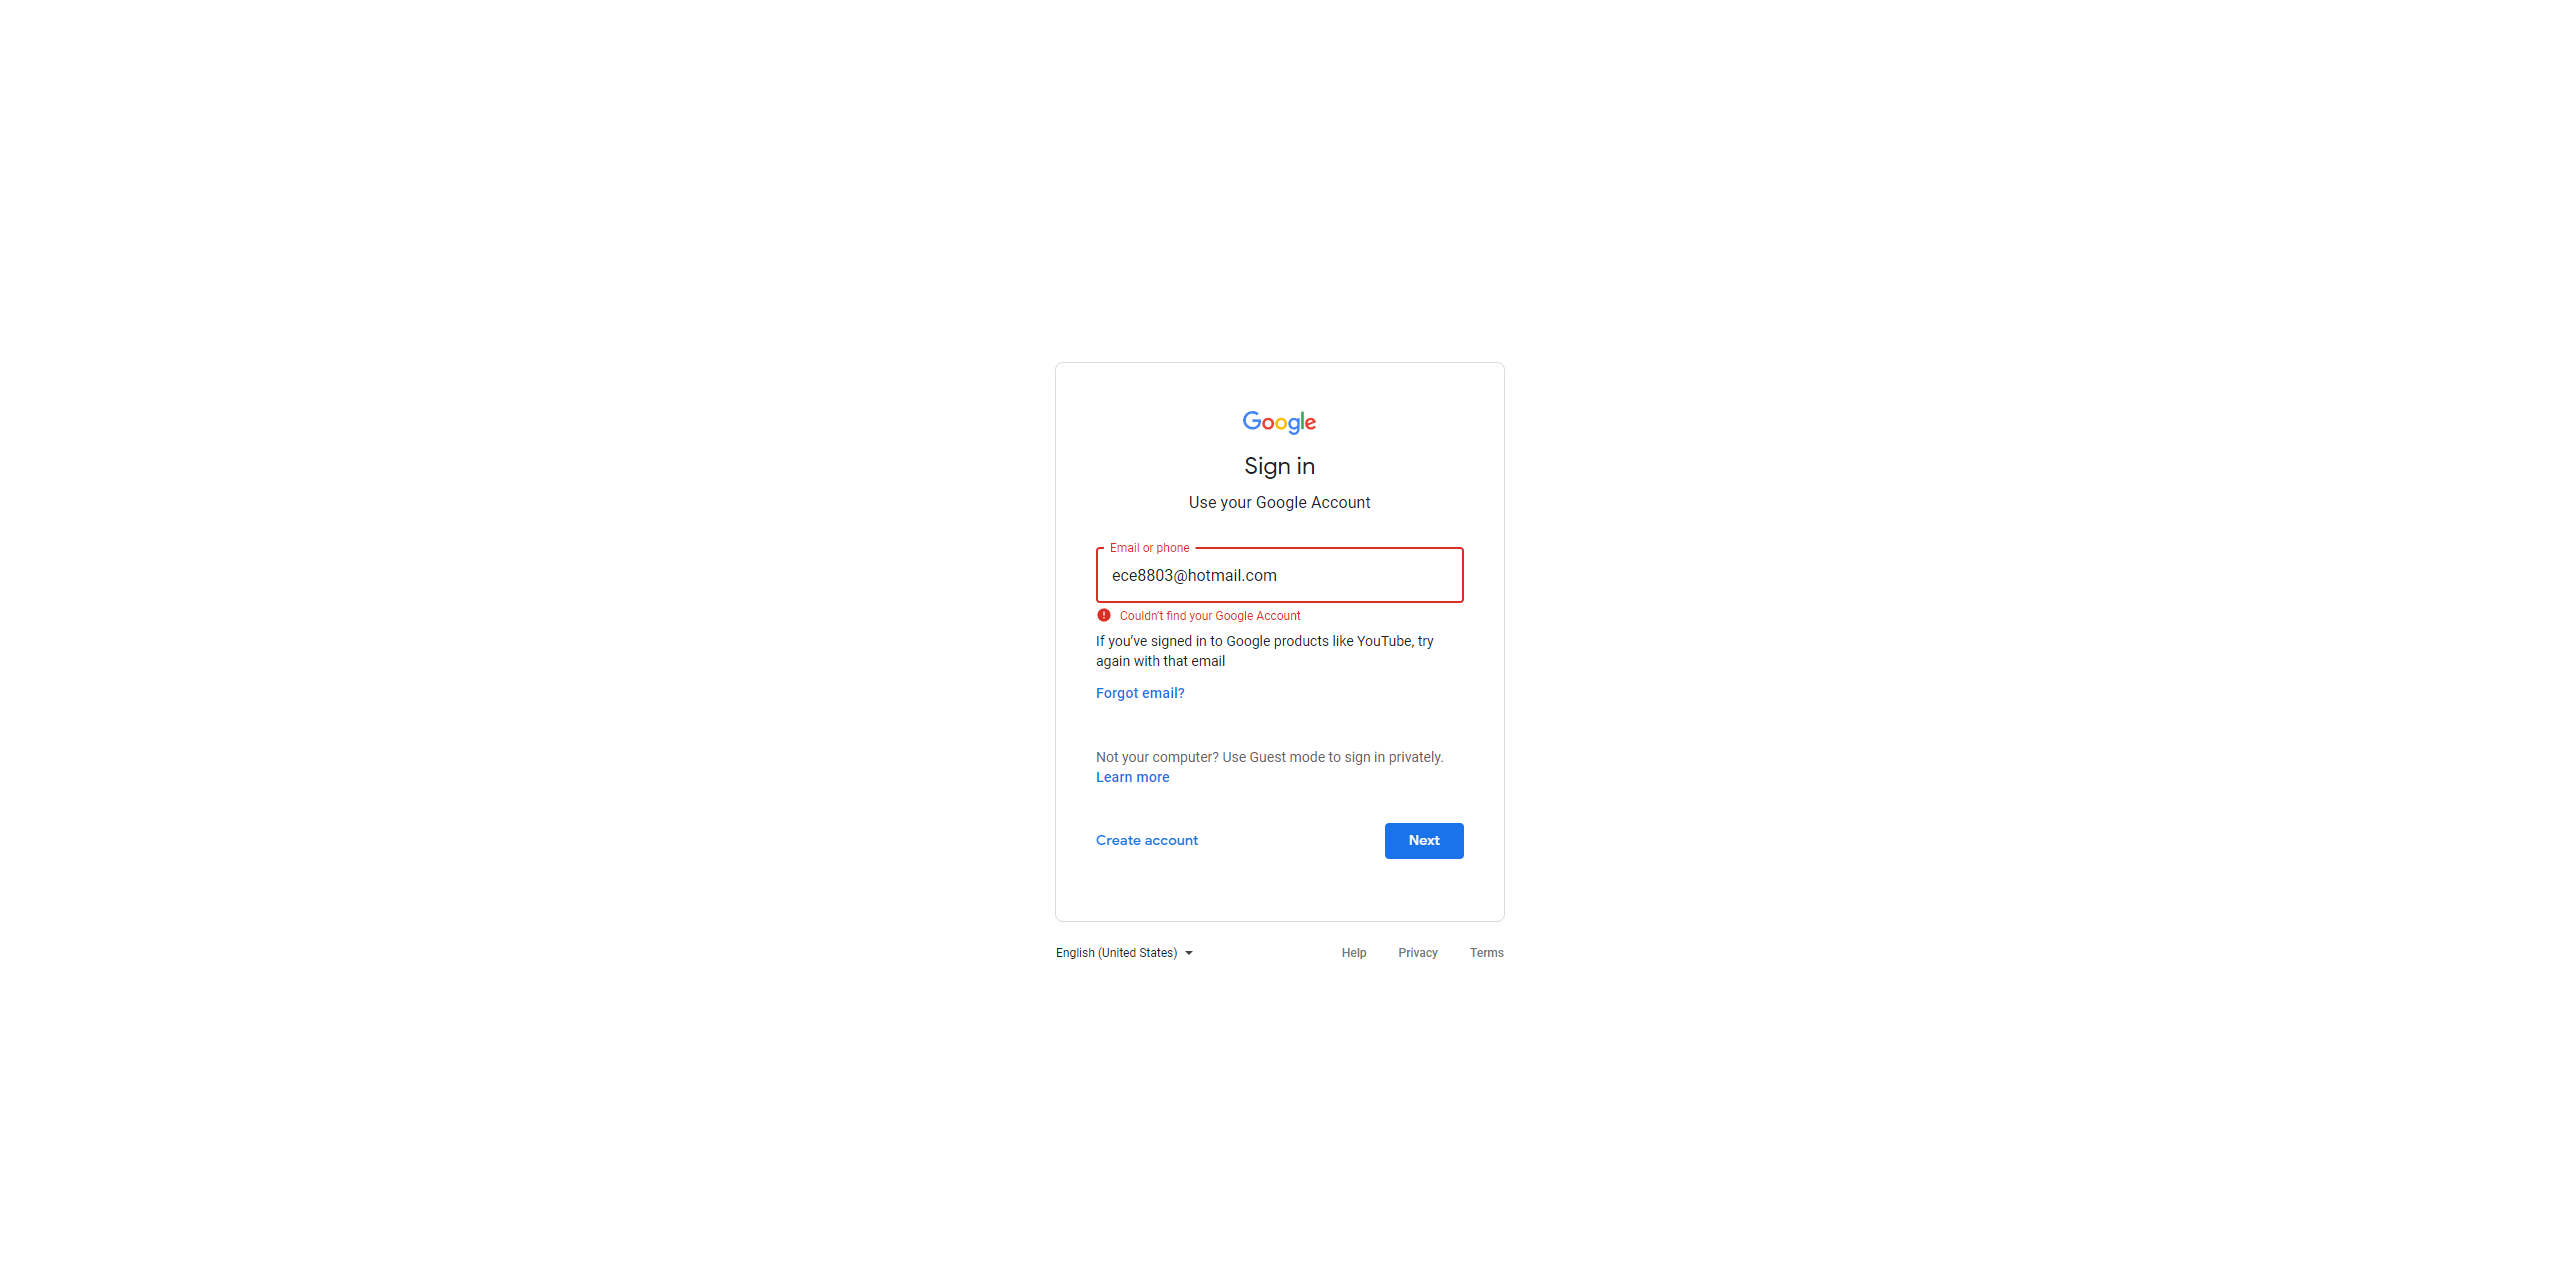 Google
Sign in
Use your Google Account
Email or phone
ece8803@hotmail.com
Couldn't find your Google Account
If you've signed in to Google products like YouTube, try
again with that email
Forgot email?
Not your computer? Use Guest mode to sign in privately.
Learn more
Create account
Next
English (United States)
Help
Privacy
Terms